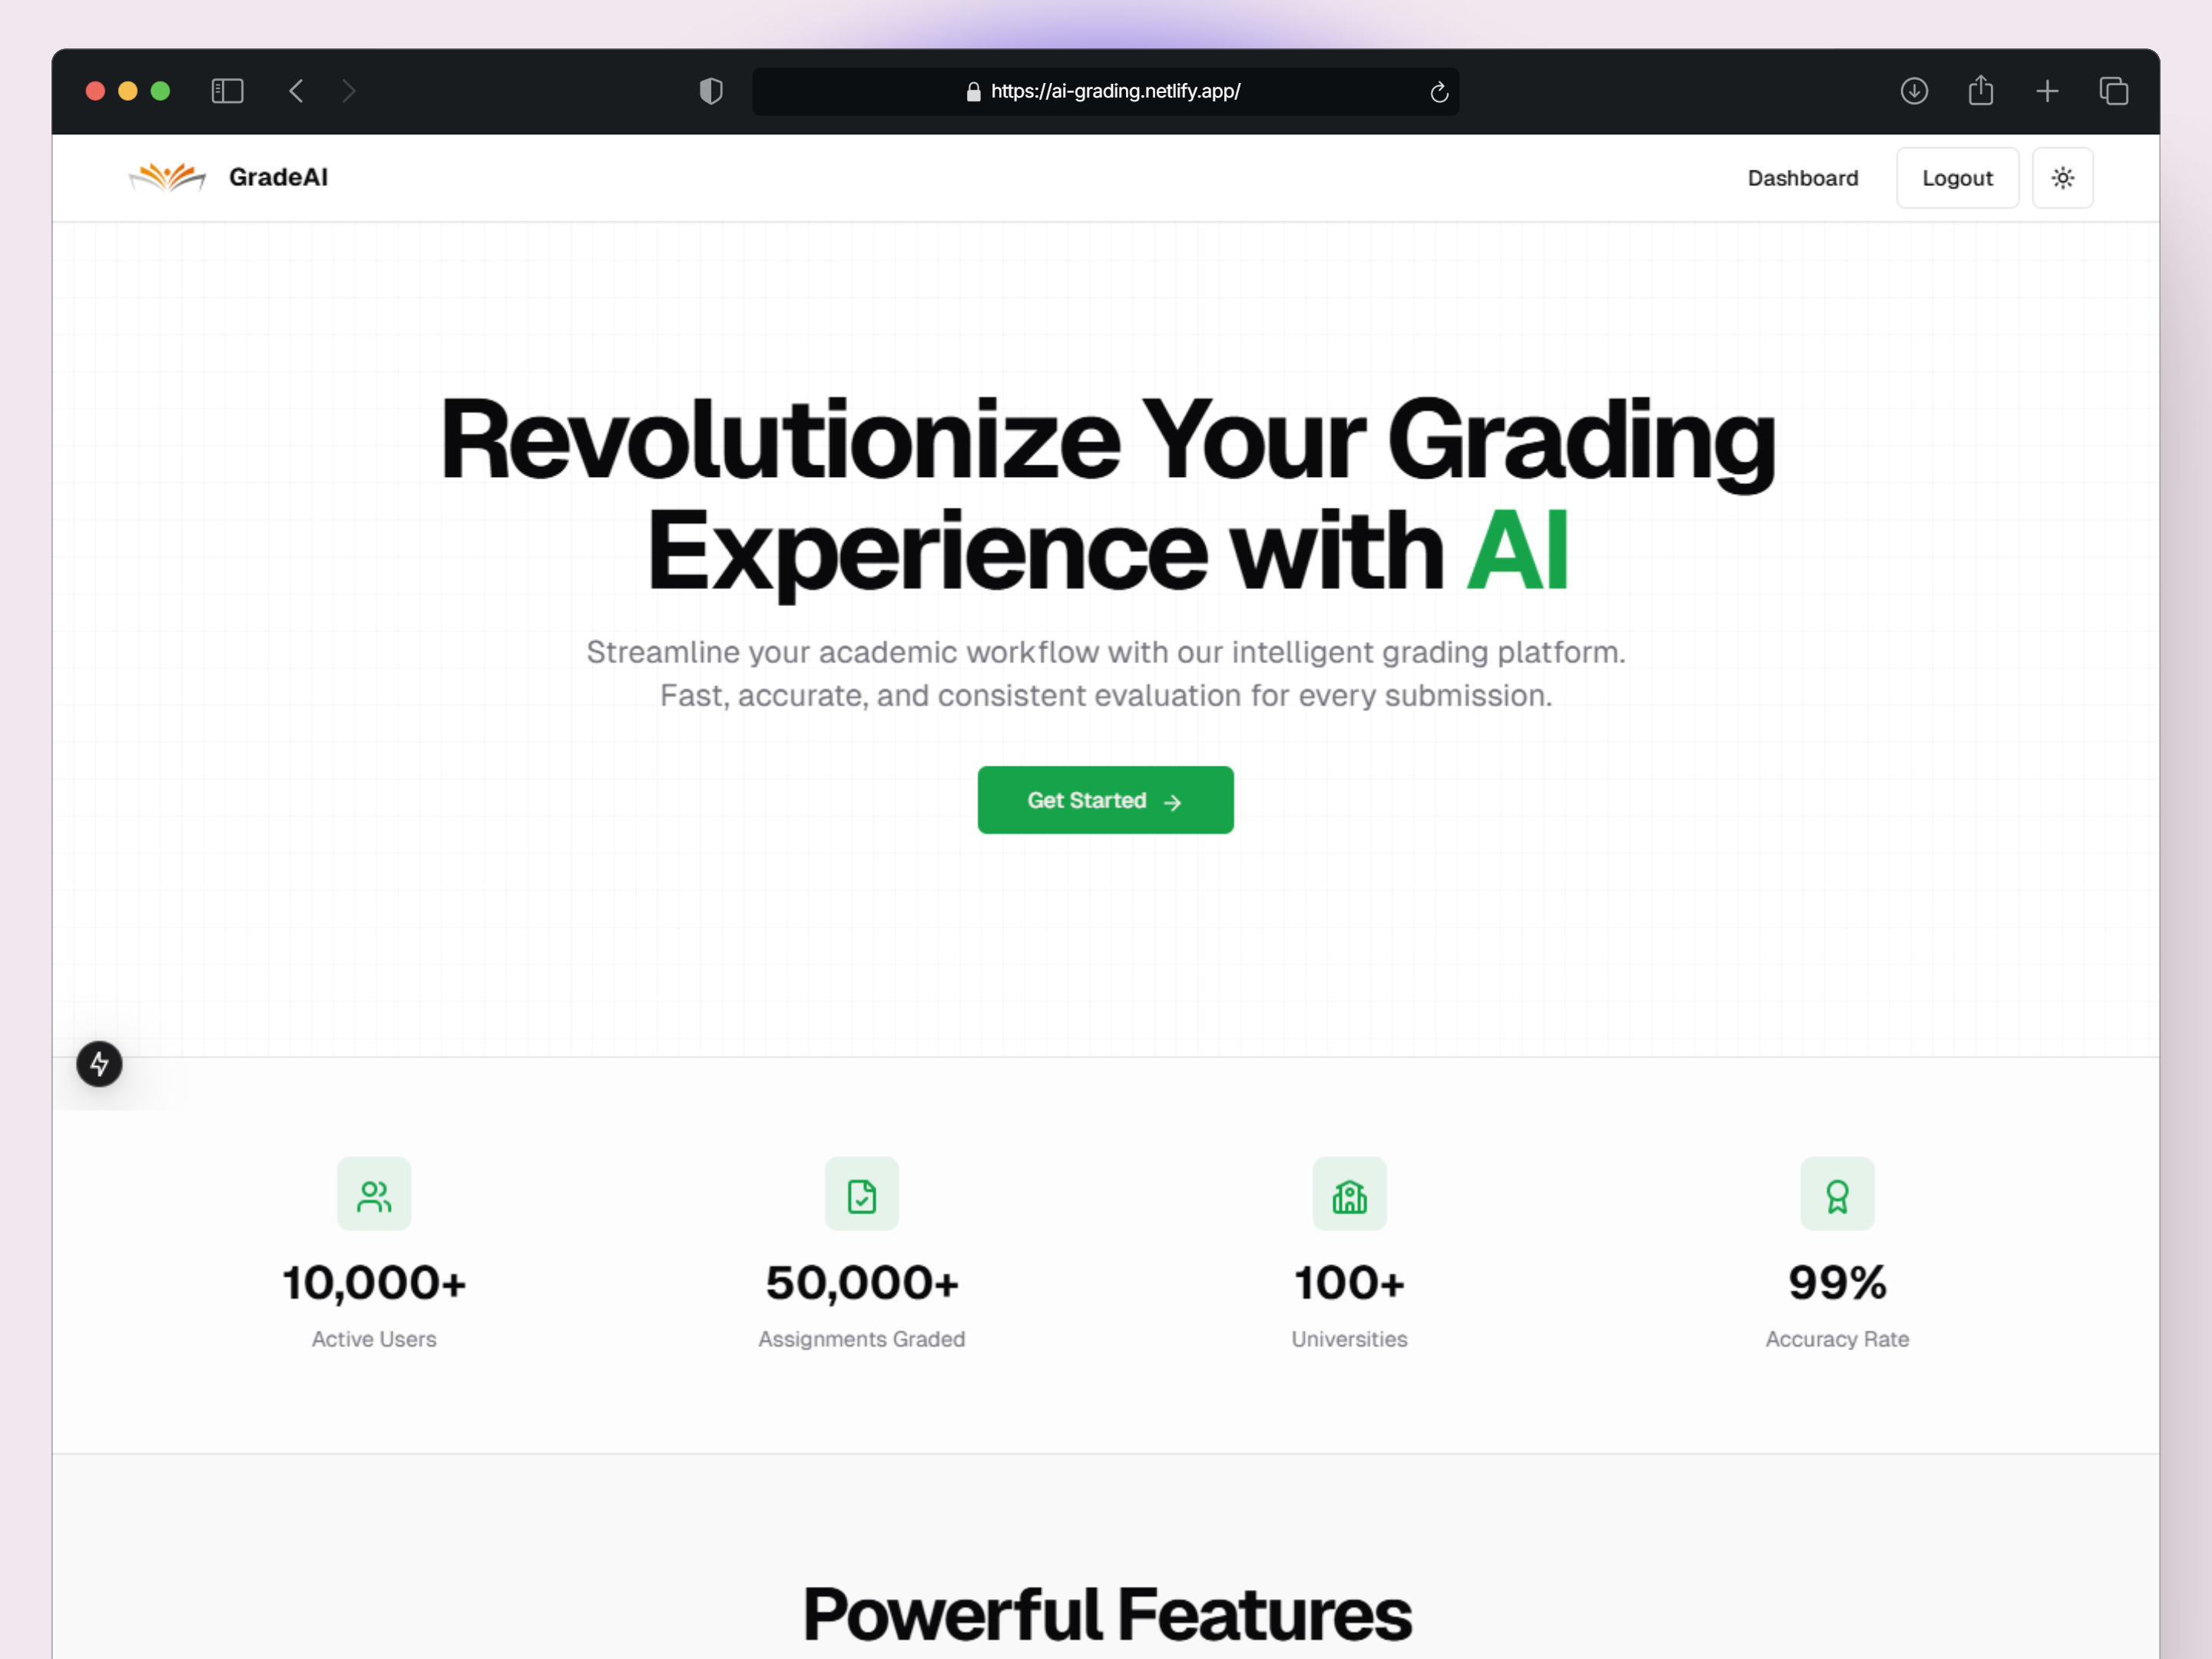 https://ai-grading.netlify.app/
GradeAI
Dashboard
Logout
Revolutionize Your Grading
Experience with AI
Streamline your academic workflow with our intelligent grading platform.
Fast, accurate, and consistent evaluation for every submission.
Get Started →
10,000+
Active Users
50,000+
Assignments Graded
100+
Universities
99%
Accuracy Rate
Powerful Features